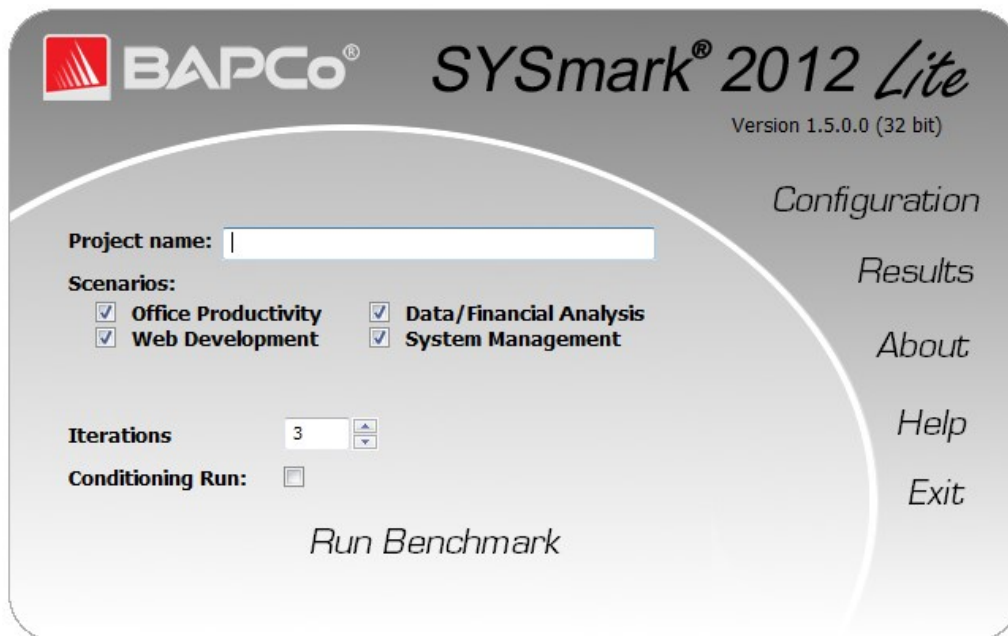 BAPCo®
SYSmark® 2012 Lite
Version 1.5.0.0 (32 bit)
Configuration
Results
About
Help
Exit
Project name:
Scenarios:
Office Productivity
Data/Financial Analysis
Web Development
System Management
Iterations
3
Conditioning Run:
Run Benchmark